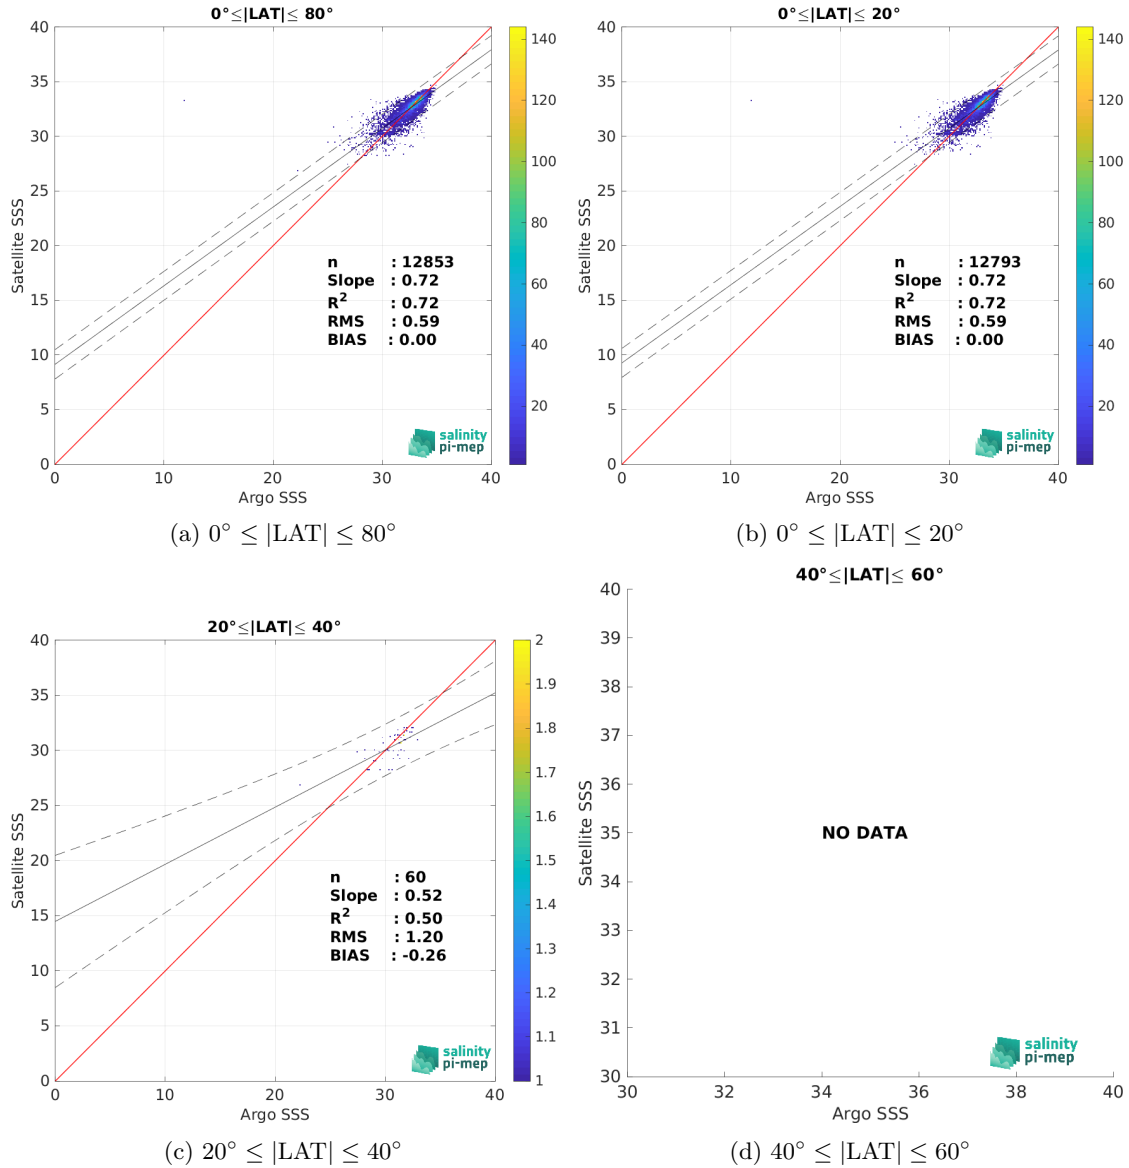 0°≤|LAT|≤ 80°
40
35
30
25
20
15
10
5
0
Satellite SSS
n : 12853
Slope : 0.72
R² : 0.72
RMS : 0.59
BIAS : 0.00
salinity
pi-mep
0 10 20 30 40
Argo SSS
140
120
100
80
60
40
20
(a) 0° ≤ |LAT| ≤ 80°
0°≤|LAT|≤ 20°
40
35
30
25
20
15
10
5
0
Satellite SSS
n : 12793
Slope : 0.72
R² : 0.72
RMS : 0.59
BIAS : 0.00
salinity
pi-mep
0 10 20 30 40
Argo SSS
140
120
100
80
60
40
20
(b) 0° ≤ |LAT| ≤ 20°
20°≤|LAT|≤ 40°
40
35
30
25
20
15
10
5
0
Satellite SSS
n : 60
Slope : 0.52
R² : 0.50
RMS : 1.20
BIAS : -0.26
salinity
pi-mep
0 10 20 30 40
Argo SSS
2
1.9
1.8
1.7
1.6
1.5
1.4
1.3
1.2
1.1
1
(c) 20° ≤ |LAT| ≤ 40°
40°≤|LAT|≤ 60°
40
39
38
37
36
35
34
33
32
31
30
Satellite SSS
NO DATA
salinity
pi-mep
30 32 34 36 38 40
Argo SSS
(d) 40° ≤ |LAT| ≤ 60°